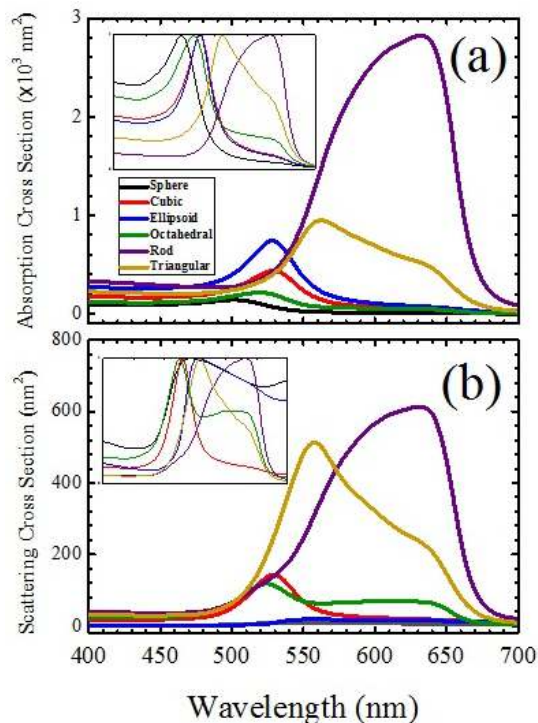 3
(a)
2
1
0
Absorption Cross Section (x10³ nm²)
Sphere
Cubic
Ellipsoid
Octahedral
Rod
Triangular
800
(b)
600
400
200
0
Scattering Cross Section (nm²)
400 450 500 550 600 650 700
Wavelength (nm)